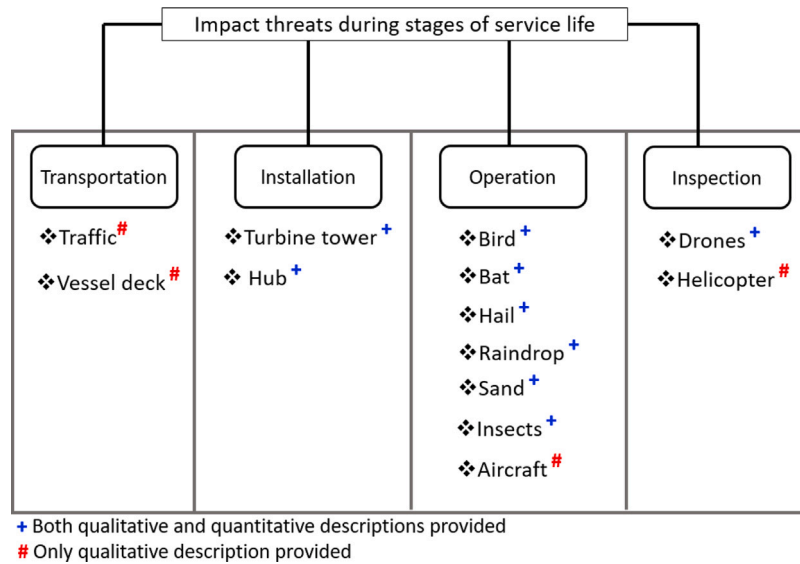 Impact threats during stages of service life
Transportation
❖Traffic#
❖Vessel deck#
Installation
❖Turbine tower+
❖Hub+
Operation
❖Bird+
❖Bat+
❖Hail+
❖Raindrop+
❖Sand+
❖Insects+
❖Aircraft#
Inspection
❖Drones+
❖Helicopter#
+ Both qualitative and quantitative descriptions provided
# Only qualitative description provided